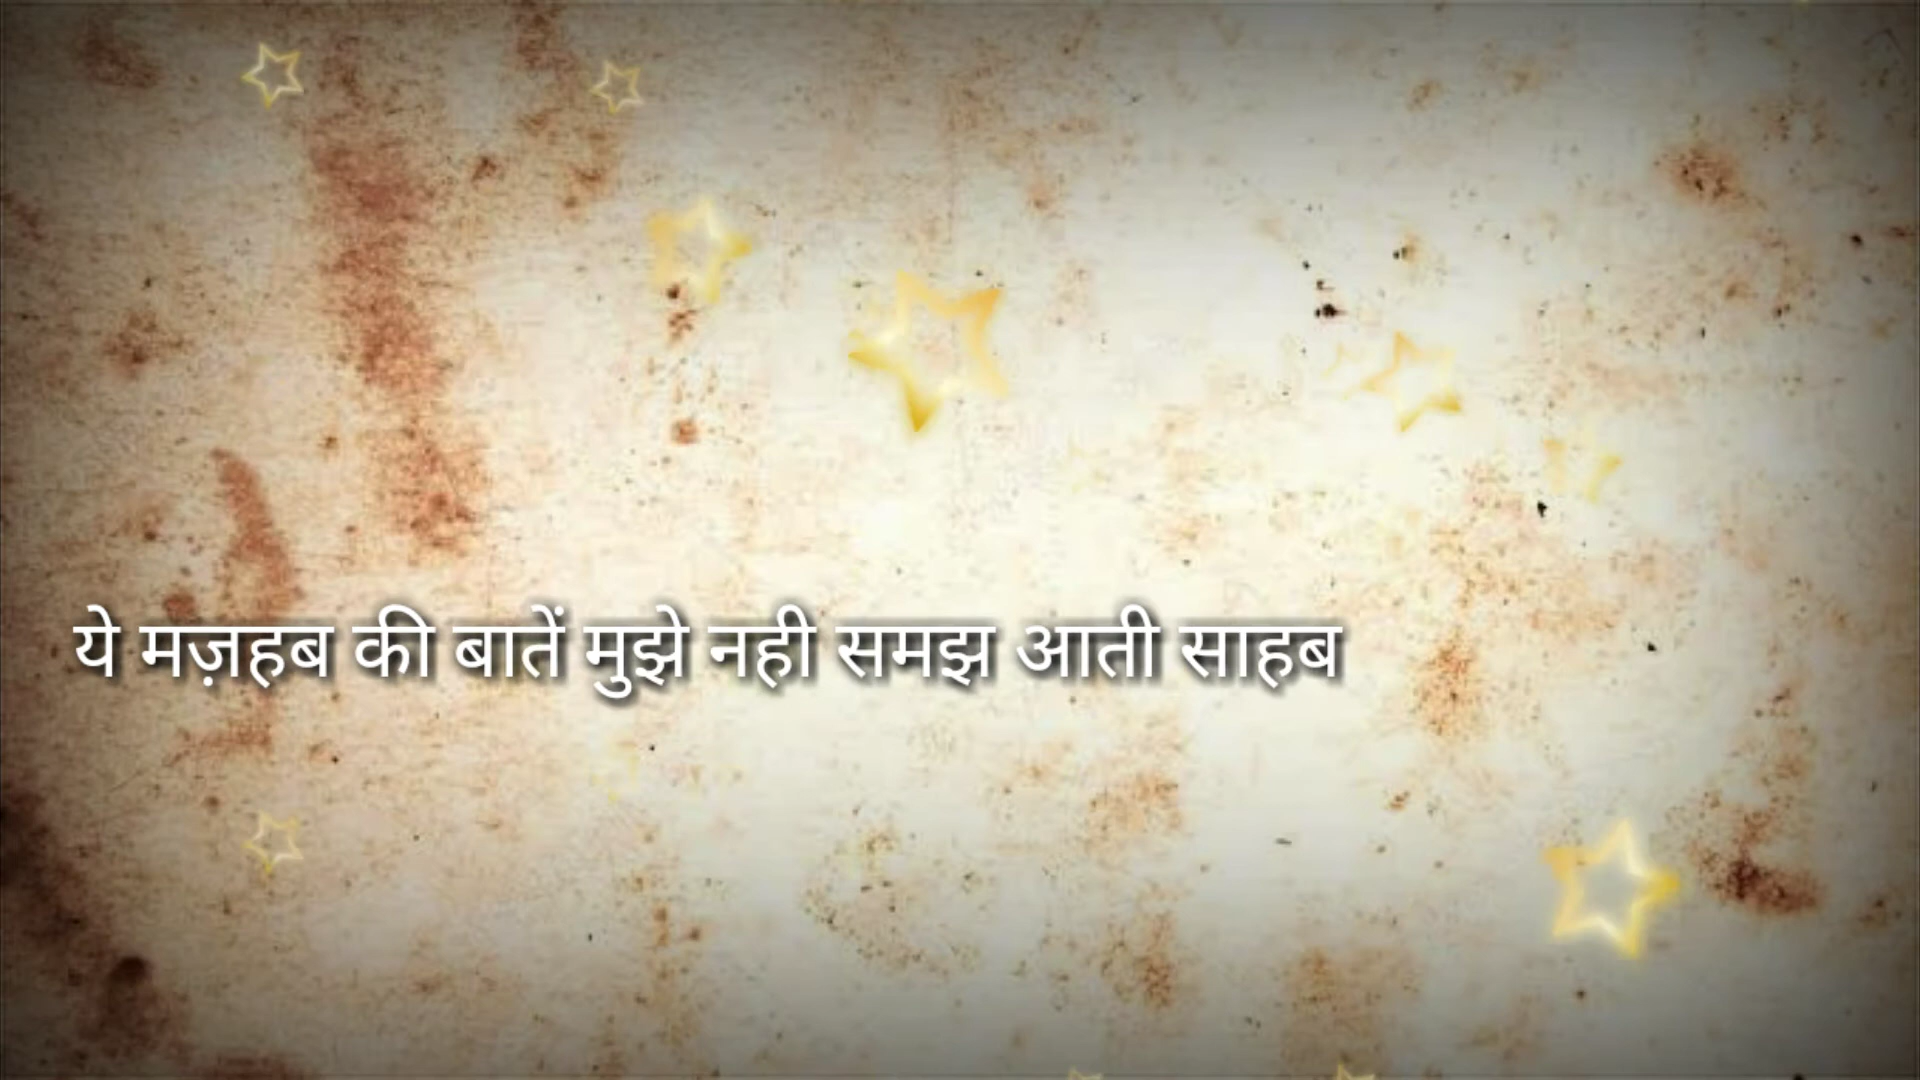 ये मज़हब की बातें मुझे नही समझ आती साहब